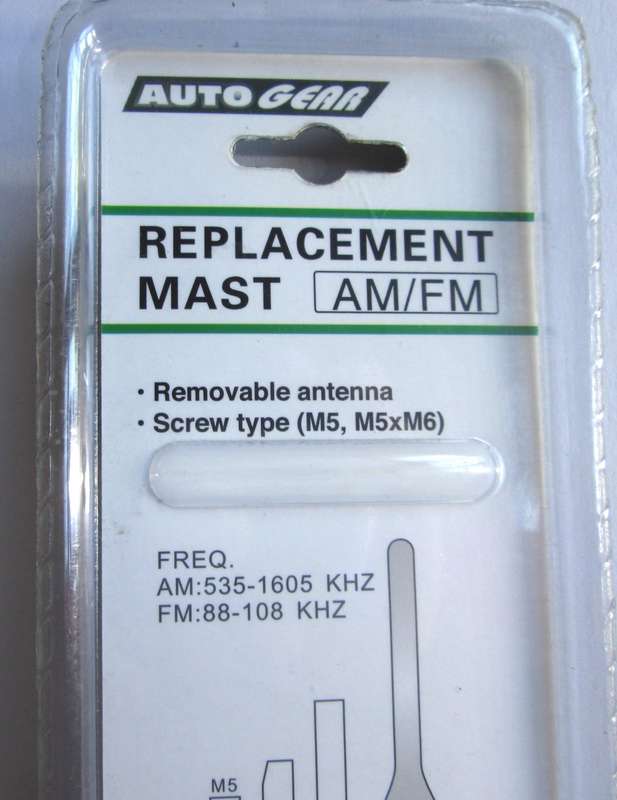 AUTO GEAR
REPLACEMENT
MAST AM/FM
· Removable antenna
· Screw type (M5, M5xM6)
FREQ.
AM:535-1605 KHZ
FM:88-108 KHZ
M5